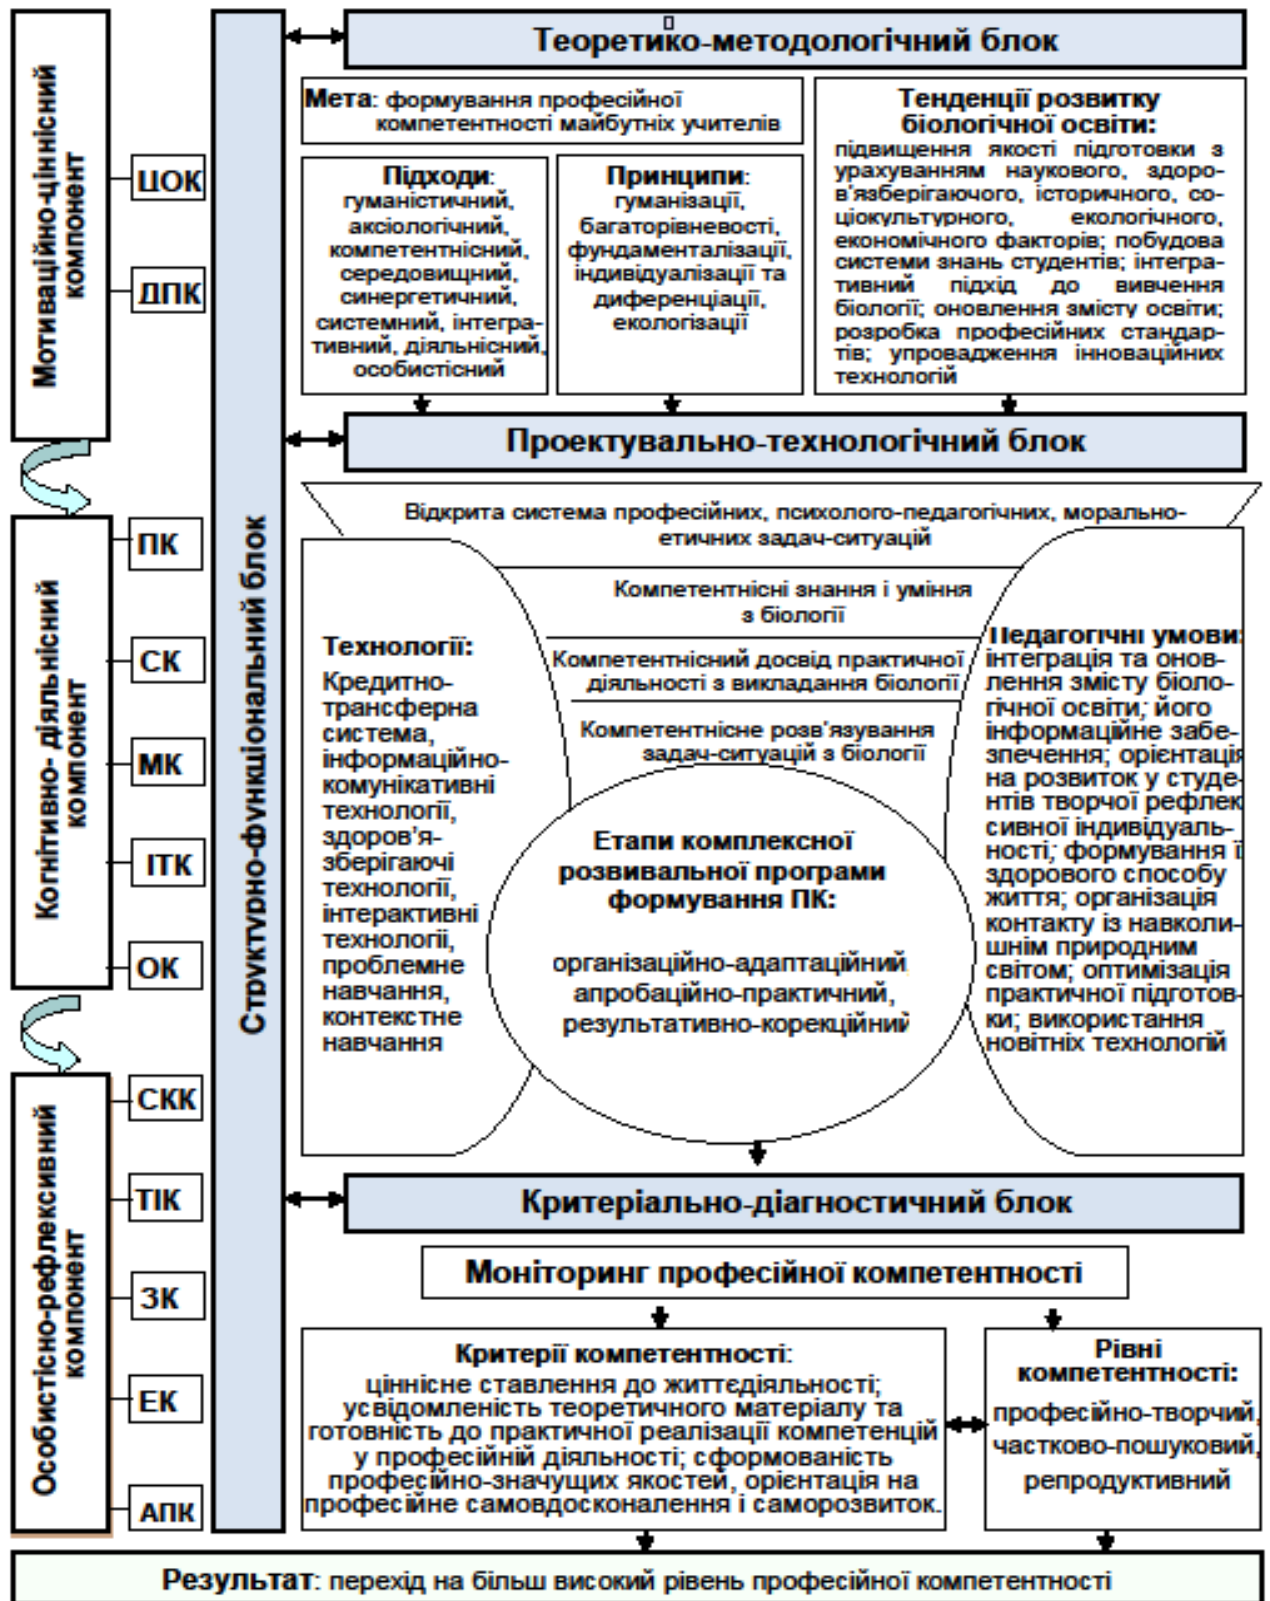 Мотиваційно-ціннісний
компонент
ЦОК
ДПК
Когнітивно- діяльнісний
компонент
ПК
СК
МК
ІТК
ОК
Особистісно-рефлексивний
компонент
СКК
ТІК
ЗК
ЕК
АПК
Структурно-функціональний блок
Теоретико-методологічний блок
Мета: формування професійної
компетентності майбутніх учителів
Підходи:
гуманістичний,
аксіологічний,
компетентнісний,
середовищний,
синергетичний,
системний, інтегра-
тивний, діяльнісний,
особистісний
Принципи:
гуманізації,
багаторівневості,
фундаменталізації,
індивідуалізації та
диференціації,
екологізації
Тенденції розвитку
біологічної освіти:
підвищення якості підготовки з
урахуванням наукового, здоро-
в'язберігаючого, історичного, со-
ціокультурного, екологічного,
економічного факторів; побудова
системи знань студентів; інтегра-
тивний підхід до вивчення
біології; оновлення змісту освіти;
розробка професійних стандар-
тів; упровадження інноваційних
технологій
Проектувально-технологічний блок
Відкрита система професійних, психолого-педагогічних, морально-
етичних задач-ситуацій
Компетентнісні знання і уміння
з біології
Компетентнісний досвід практичної
діяльності з викладання біології
Компетентнісне розв'язування
задач-ситуацій з біології
Технології:
Кредитно-
трансферна
система,
інформаційно-
комунікативні
технології,
здоров'я-
зберігаючі
технології,
інтерактивні
технології,
проблемне
навчання,
контекстне
навчання
Етапи комплексної
розвивальної програми
формування ПК:
організаційно-адаптаційний
апробаційно-практичний,
результативно-корекційний
Педагогічні умови:
інтеграція та онов-
лення змісту біоло-
гічної освіти; його
інформаційне забе-
зпечення; орієнтація
на розвиток у студе-
нтів творчої рефлек
сивної індивідуаль-
ності; формування ї
здорового способу
життя; організація
контакту із навколи-
шнім природним
світом; оптимізація
практичної підготов-
ки; використання
новітніх технологій
Критеріально-діагностичний блок
Моніторинг професійної компетентності
Критерії компетентності:
ціннісне ставлення до життєдіяльності;
усвідомленість теоретичного матеріалу та
готовність до практичної реалізації компетенцій
у професійній діяльності; сформованість
професійно-значущих якостей, орієнтація на
професійне самовдосконалення і саморозвиток.
Рівні
компетентності:
професійно-творчий,
частково-пошуковий,
репродуктивний
Результат: перехід на більш високий рівень професійної компетентності